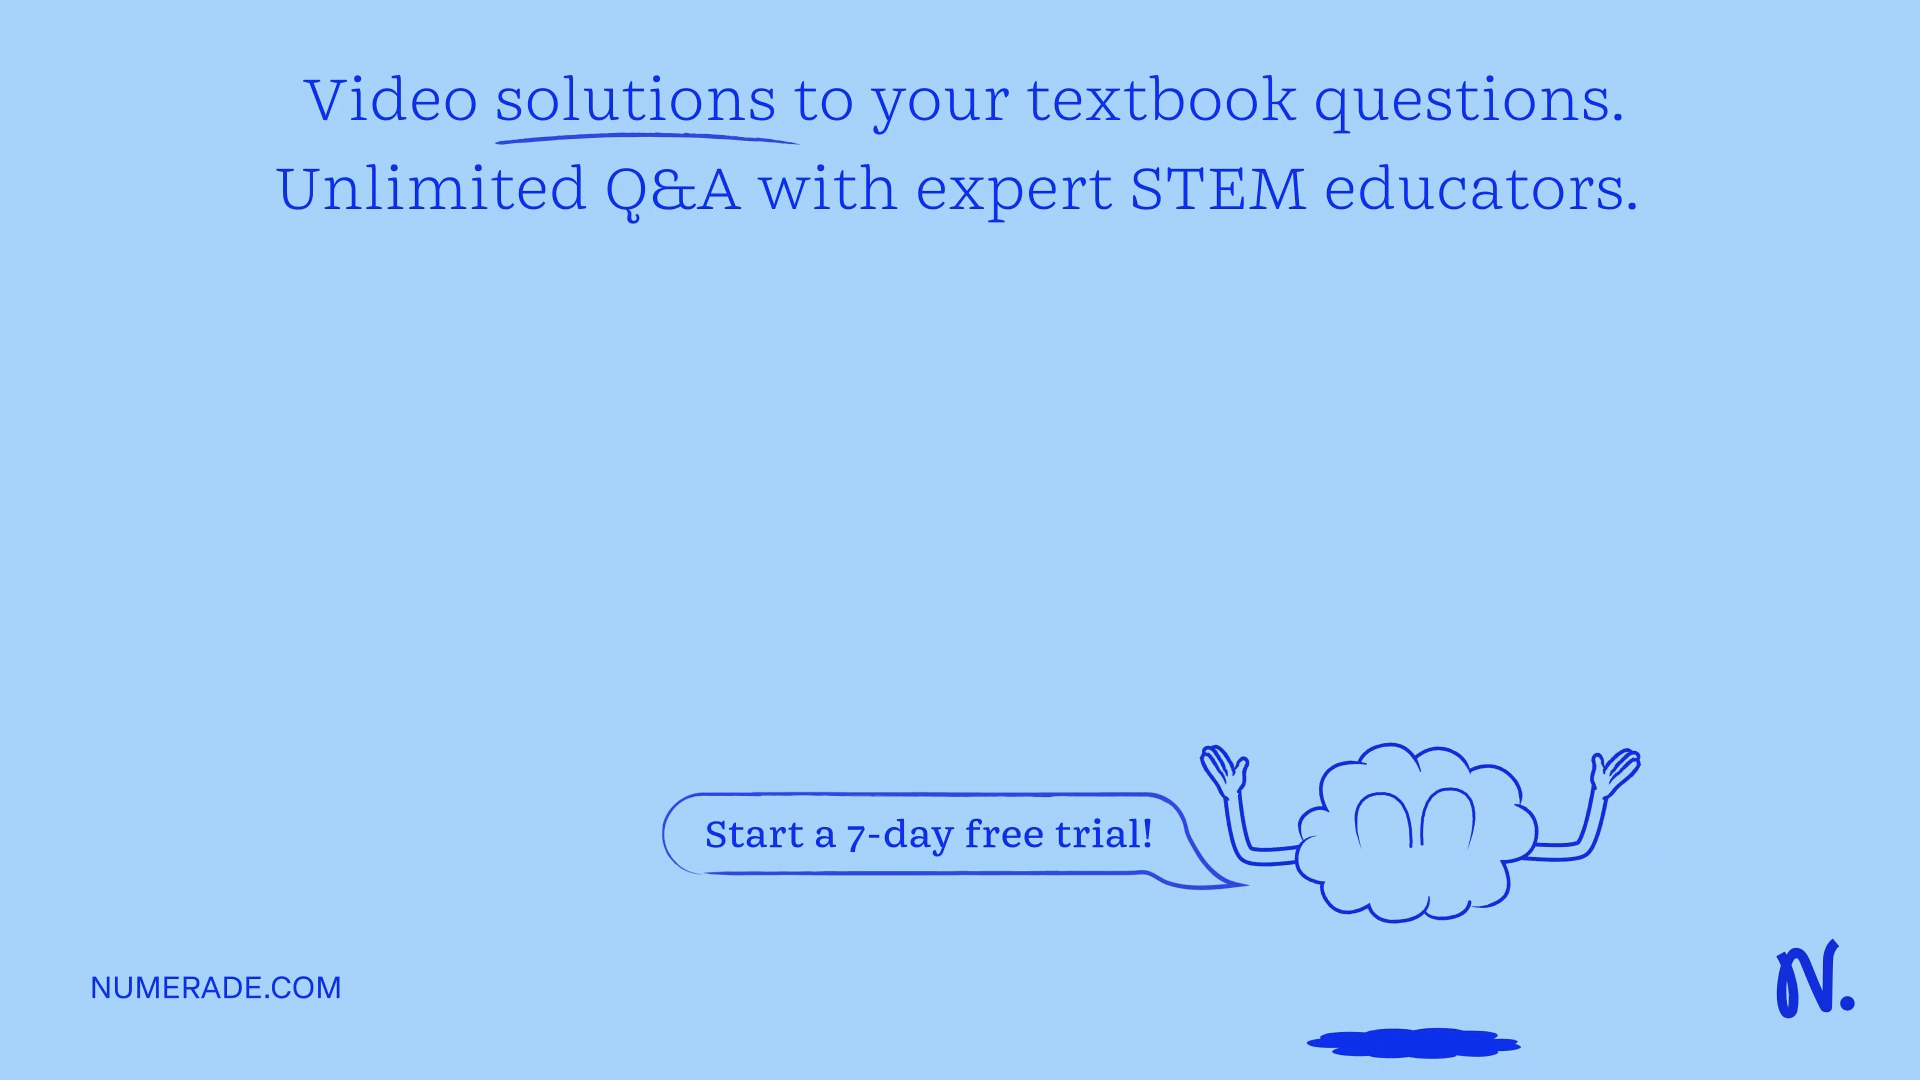 Video solutions to your textbook questions.
Unlimited Q&A with expert STEM educators.
Start a 7-day free trial!
NUMERADE.COM
N.